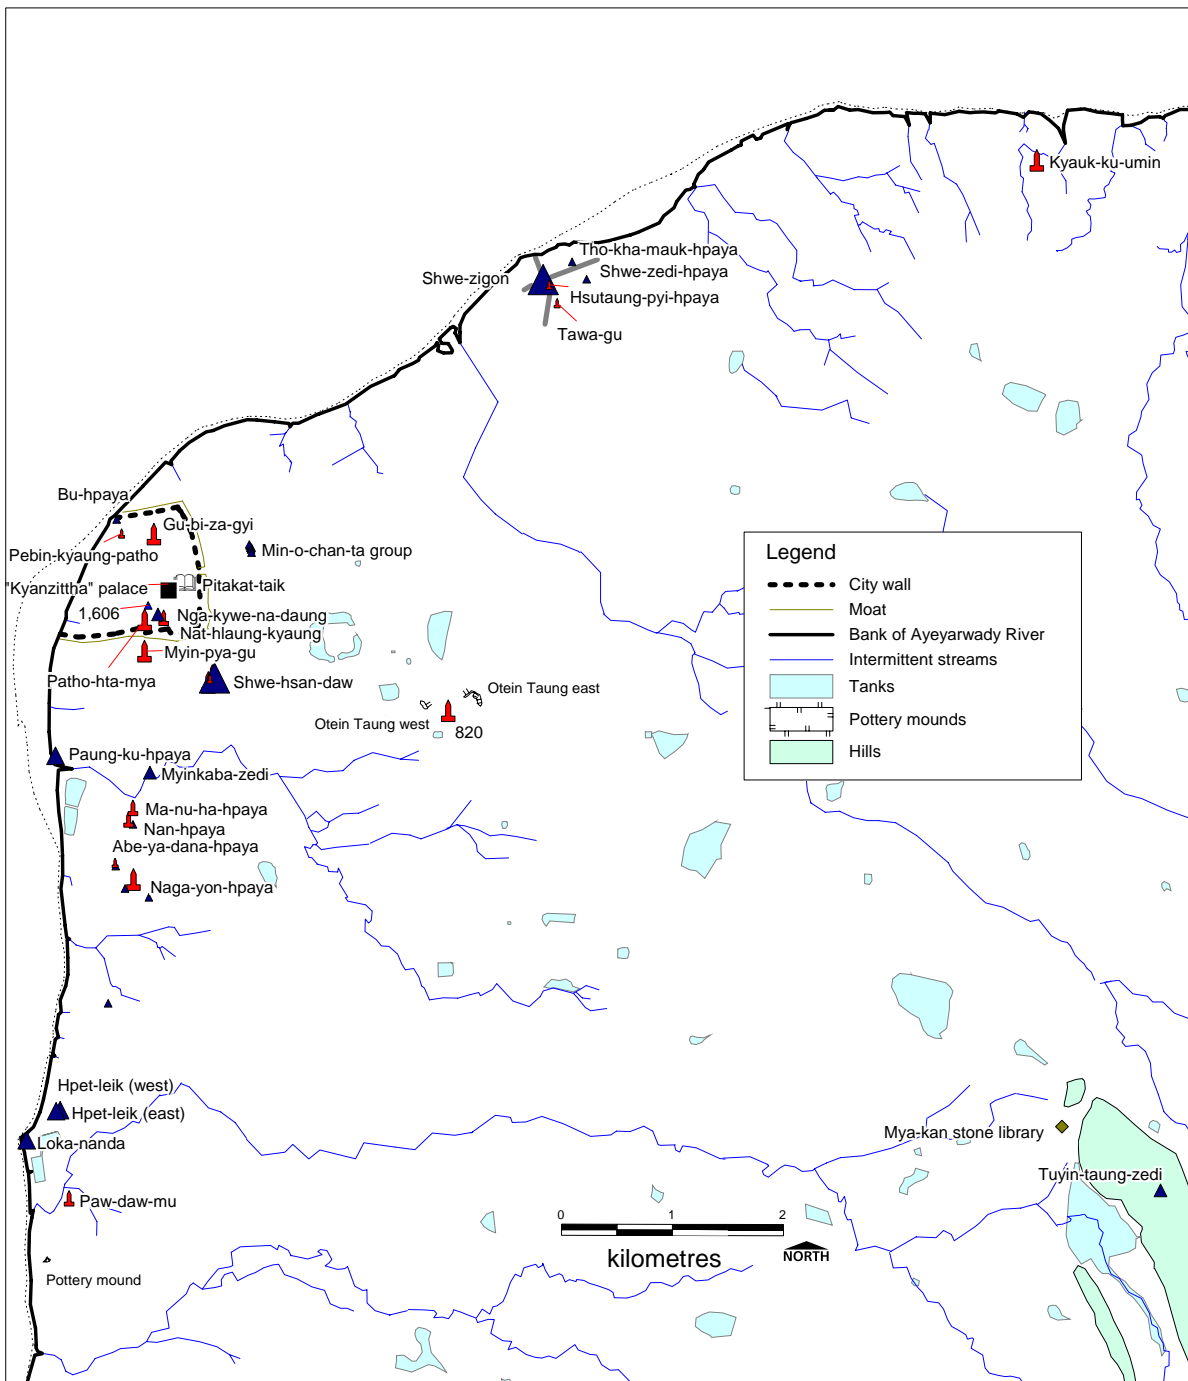 Kyauk-ku-umin
Tho-kha-mauk-hpaya
Shwe-zigon
Shwe-zedi-hpaya
Hsutaung-pyi-hpaya
Tawa-gu
Bu-hpaya
Gu-bi-za-gyi
Pebin-kyaung-patho
Min-o-chan-ta group
"Kyanzittha" palace
Pitakat-taik
1,606
Nga-kywe-na-daung
Nat-hlaung-kyaung
Myin-pya-gu
Patho-hta-mya
Shwe-hsan-daw
Otein Taung east
Otein Taung west
820
Legend
City wall
Moat
Bank of Ayeyarwady River
Intermittent streams
Tanks
Pottery mounds
Hills
Paung-ku-hpaya
Myinkaba-zedi
Ma-nu-ha-hpaya
Nan-hpaya
Abe-ya-dana-hpaya
Naga-yon-hpaya
Hpet-leik (west)
Hpet-leik (east)
Loka-nanda
Mya-kan stone library
Tuyin-taung-zedi
Paw-daw-mu
0 1 2
kilometres
NORTH
Pottery mound